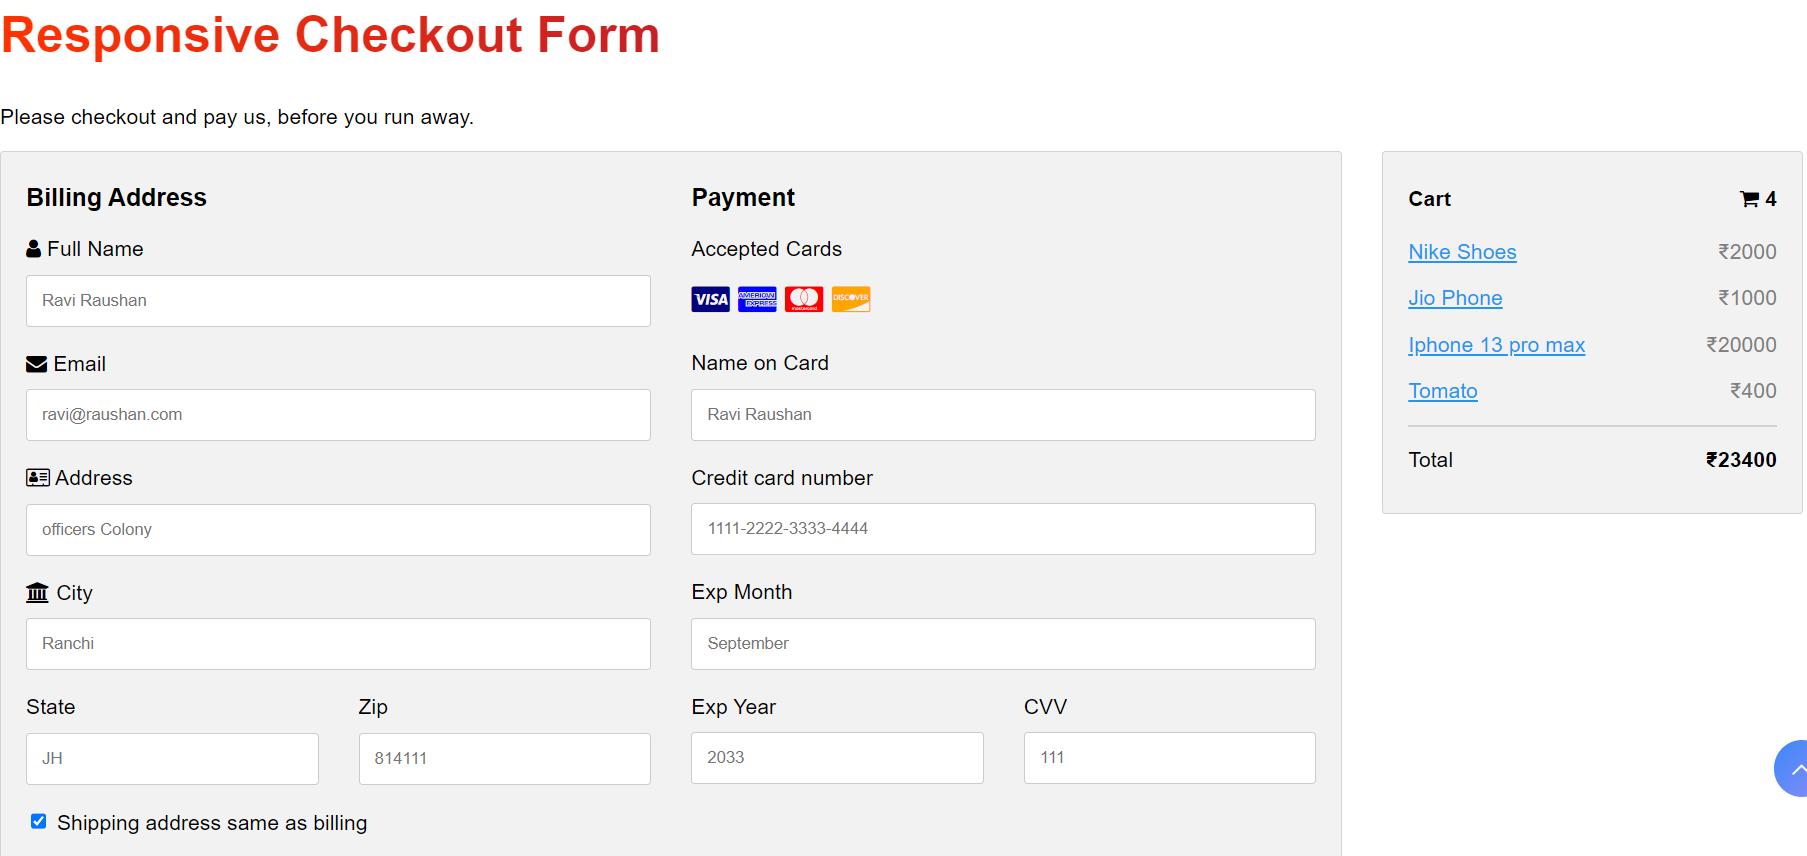 Responsive Checkout Form
Please checkout and pay us, before you run away.
Billing Address
Full Name
Ravi Raushan
Email
ravi@raushan.com
Address
officers Colony
City
Ranchi
State Zip
JH 814111
Shipping address same as billing
Payment
Accepted Cards
VISA AMERICAN EXPRESS mastercard DISCOVER
Name on Card
Ravi Raushan
Credit card number
1111-2222-3333-4444
Exp Month
September
Exp Year CVV
2033 111
Cart 4
Nike Shoes ₹2000
Jio Phone ₹1000
Iphone 13 pro max ₹20000
Tomato ₹400
Total ₹23400